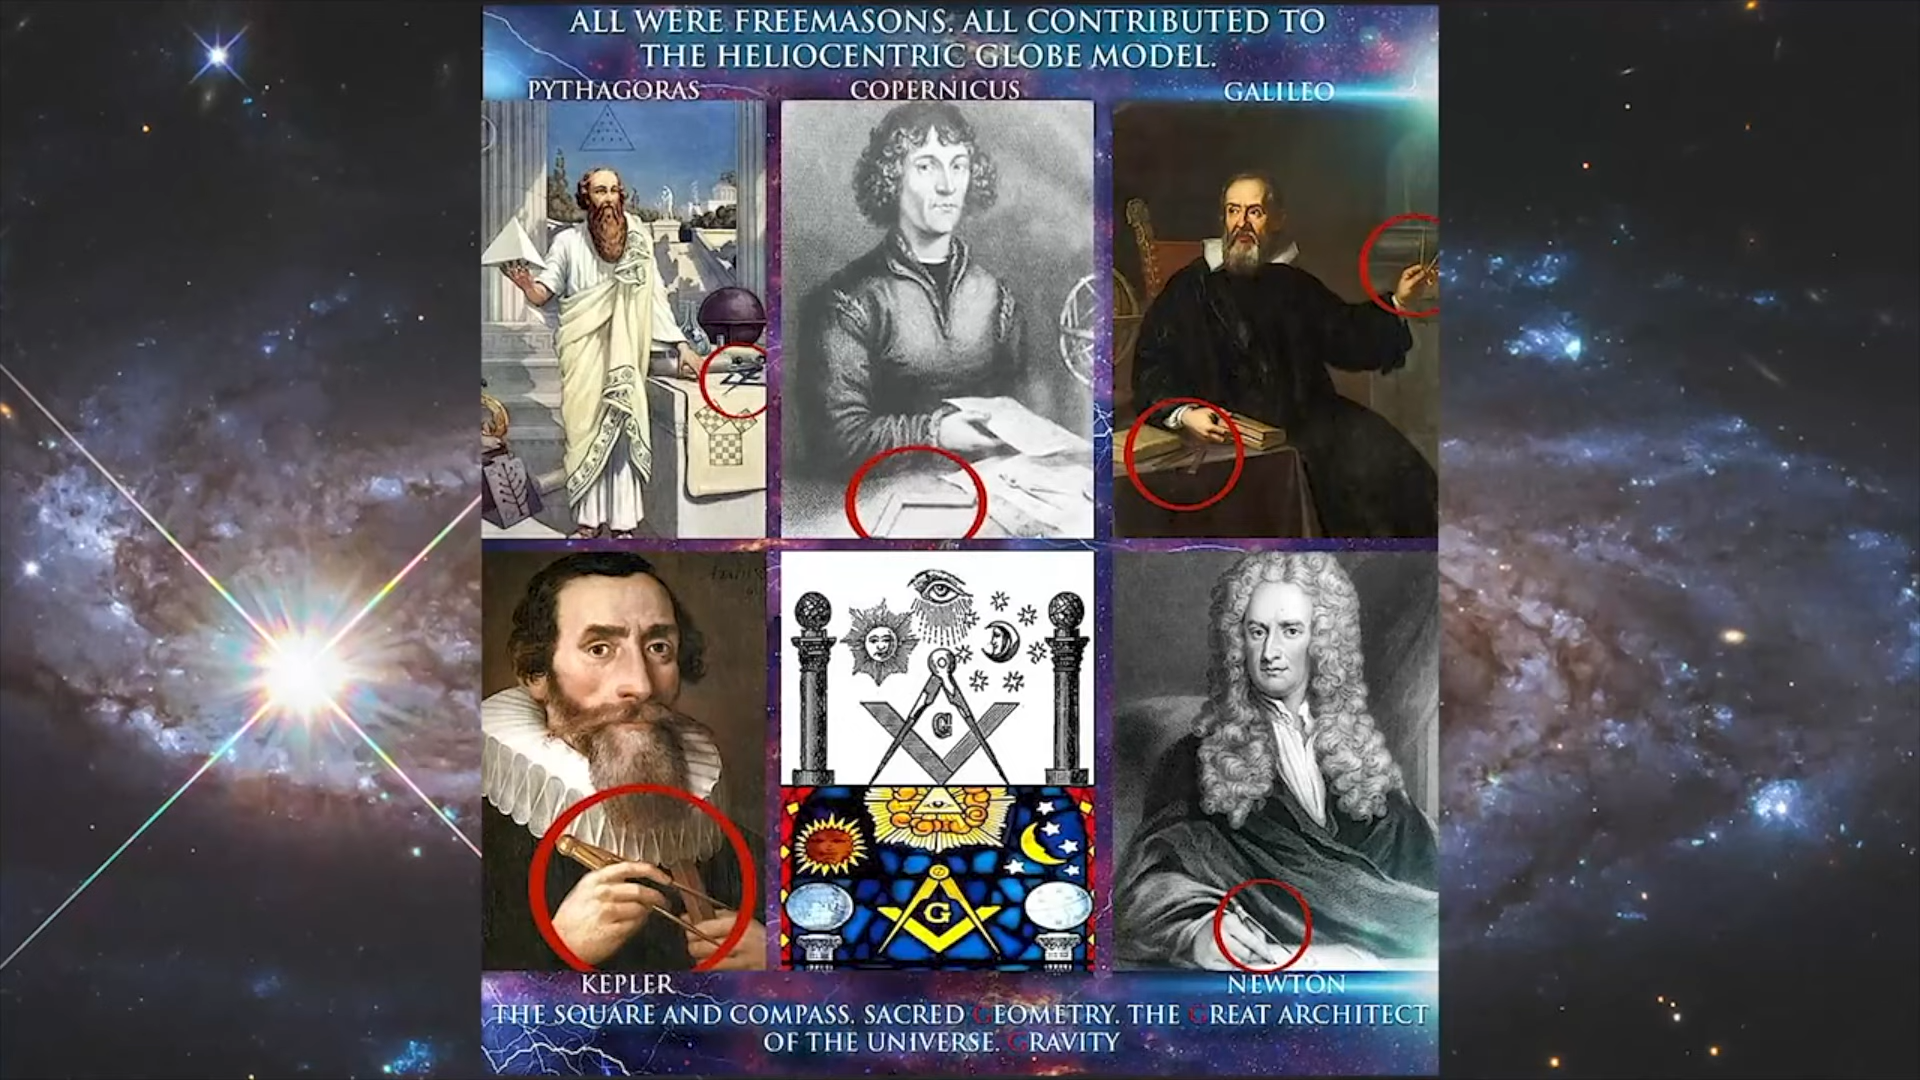 ALL WERE FREEMASONS. ALL CONTRIBUTED TO
THE HELIOCENTRIC GLOBE MODEL.
PYTHAGORAS
COPERNICUS
GALILEO
G
G
KEPLER
NEWTON
THE SQUARE AND COMPASS. SACRED GEOMETRY. THE GREAT ARCHITECT
OF THE UNIVERSE. GRAVITY